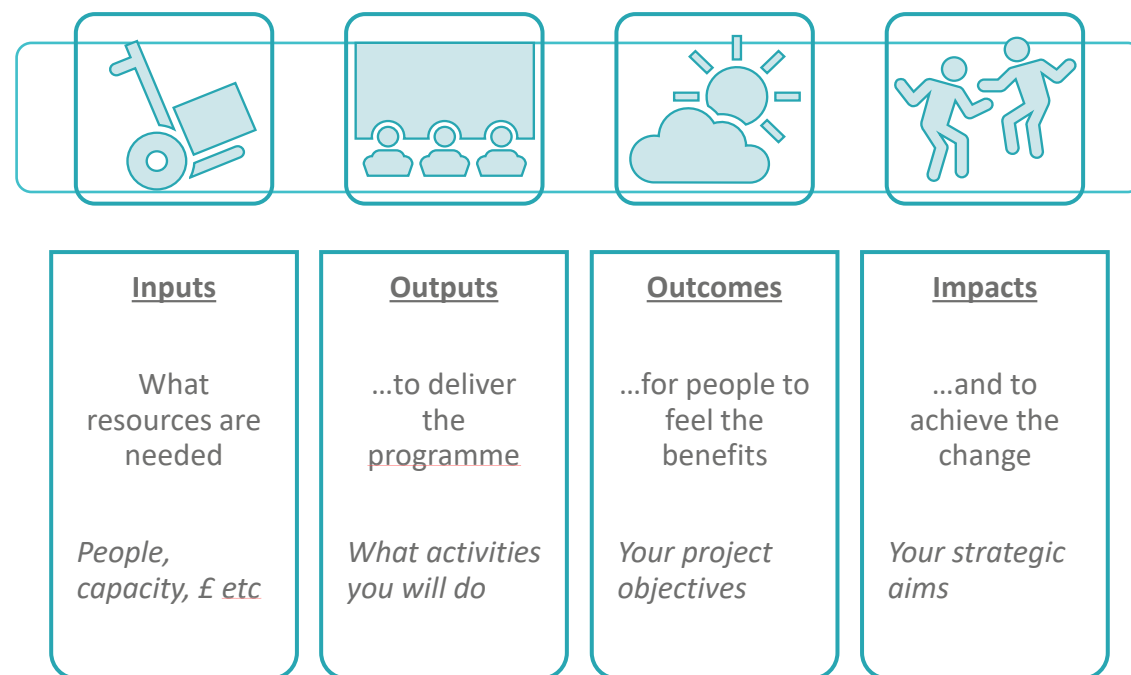 Inputs
What
resources are
needed
People,
capacity, £ etc
Outputs
…to deliver
the
programme
What activities
you will do
Outcomes
…for people to
feel the
benefits
Your project
objectives
Impacts
…and to
achieve the
change
Your strategic
aims